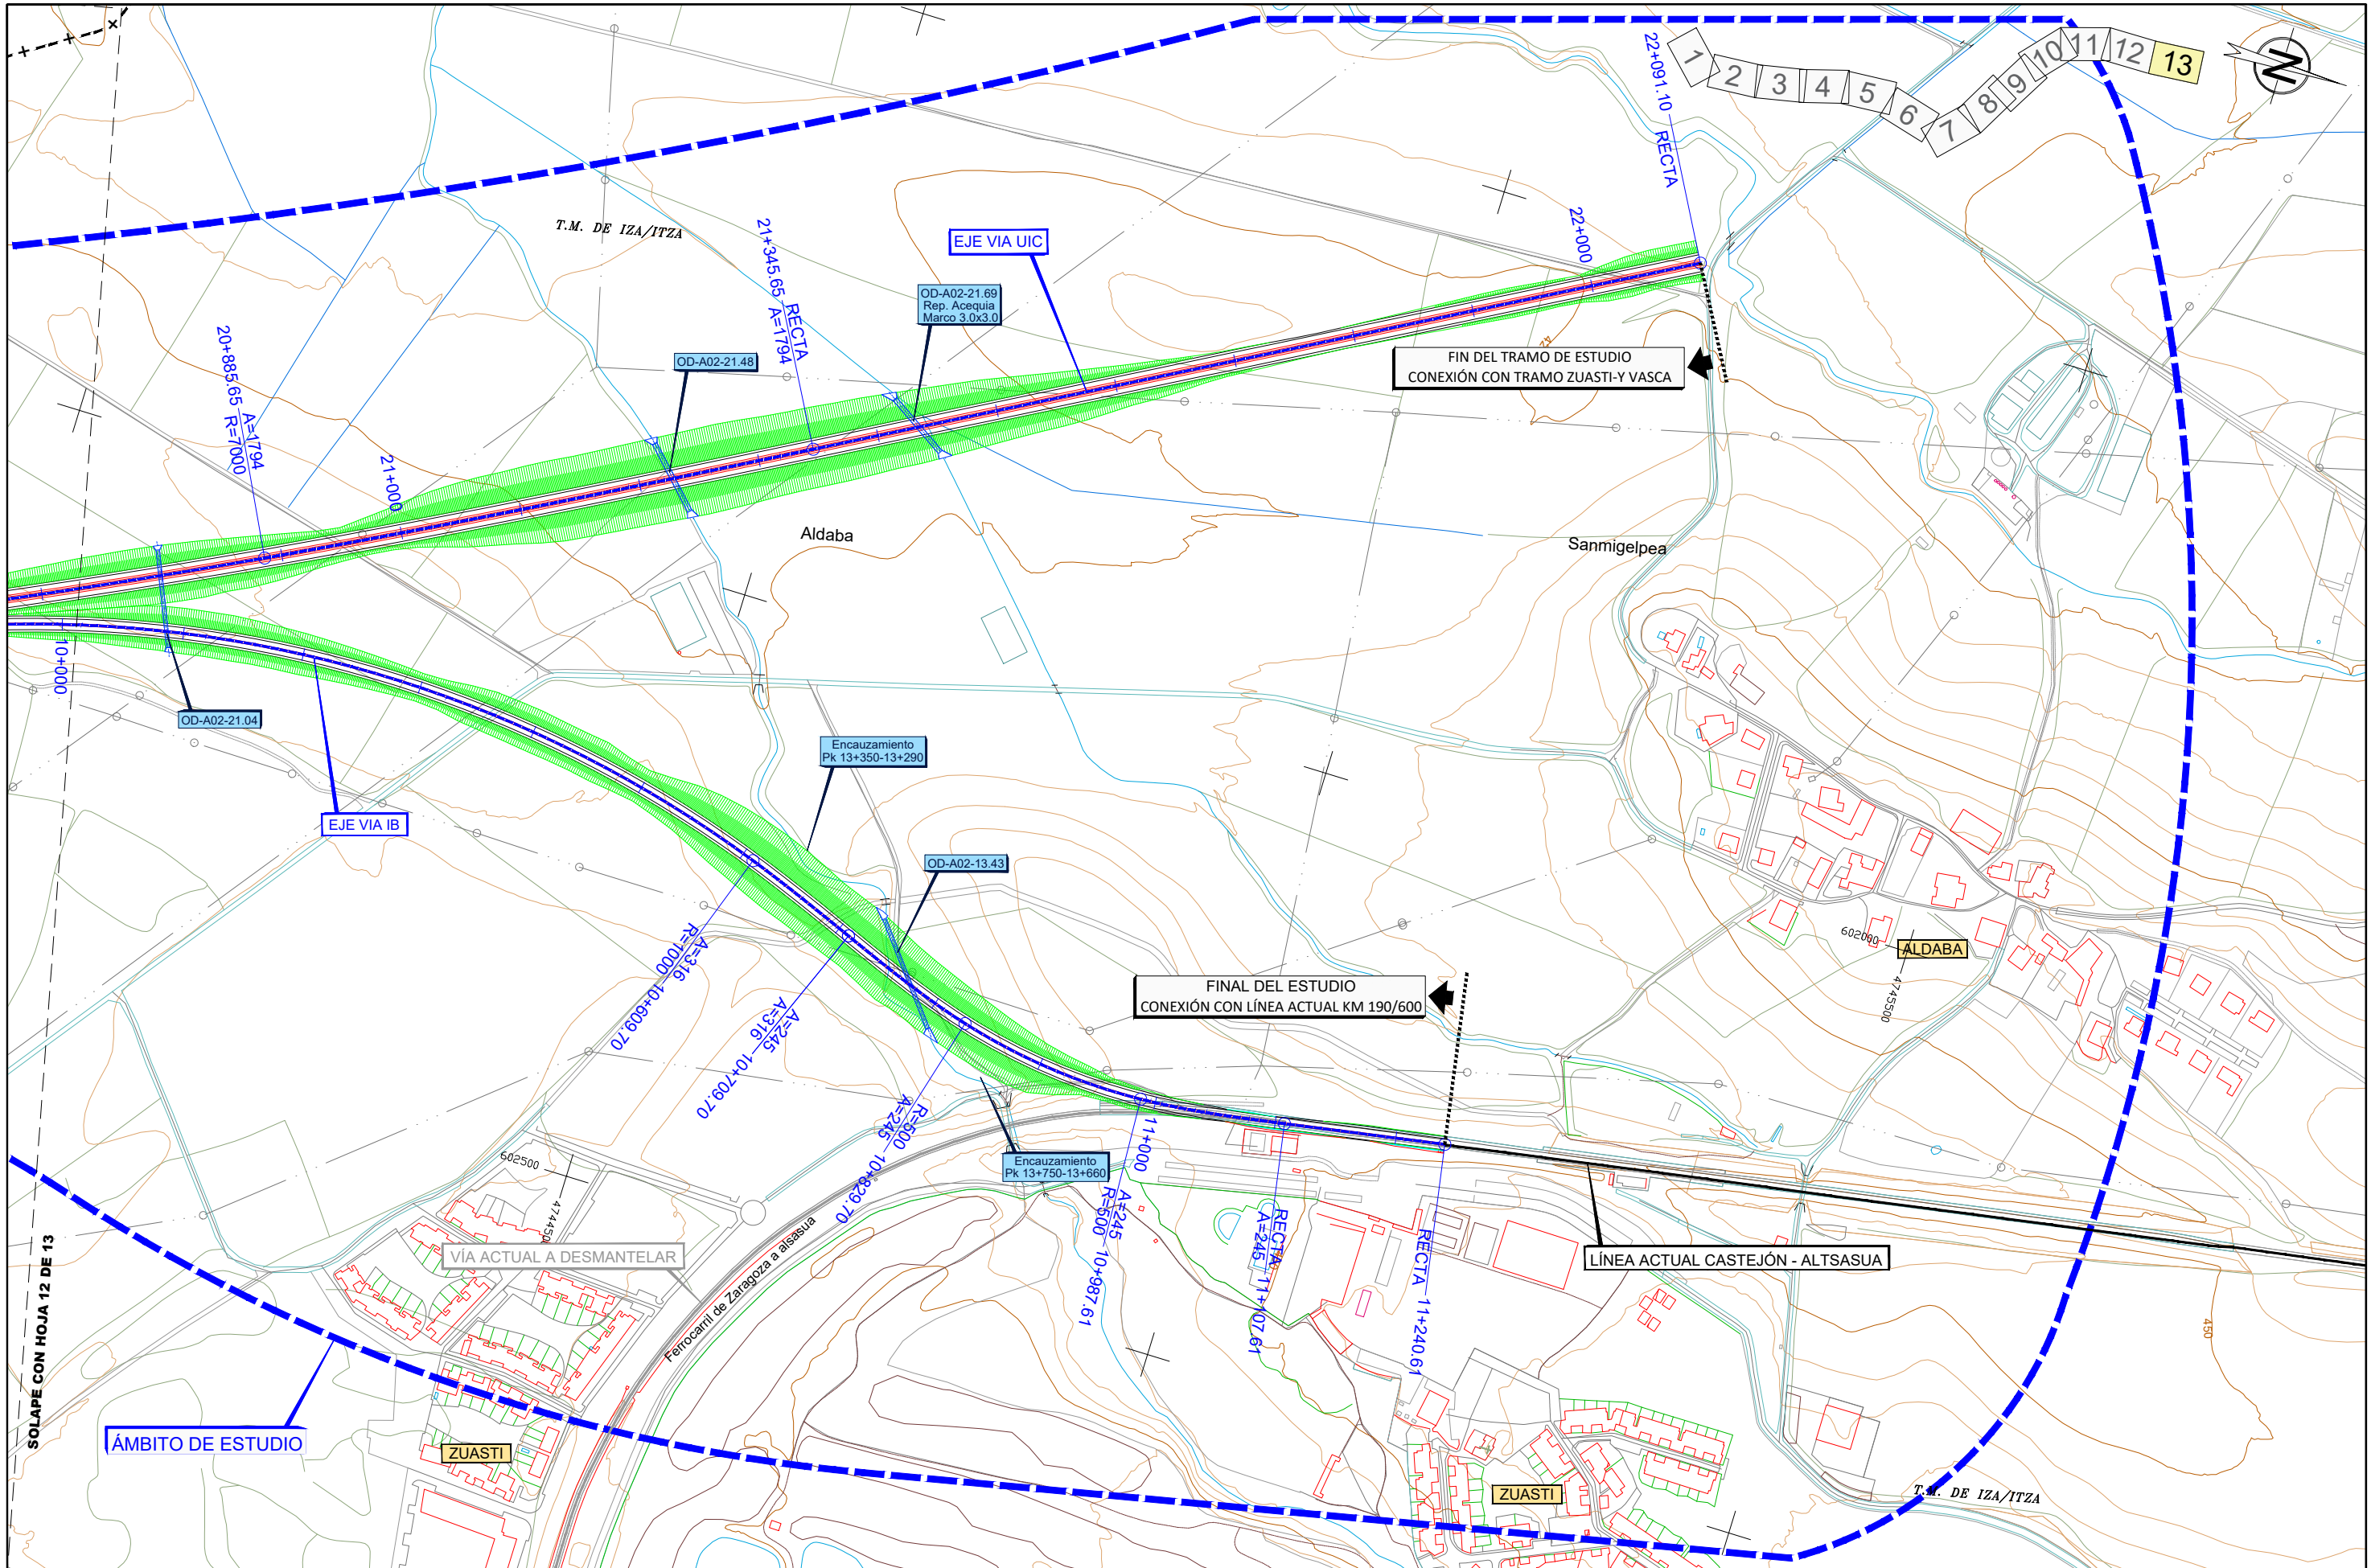 1
2
3
4
5
6
7
8
9
10
11
12
13
N
22+091.10
RECTA
T.M. DE IZA/ITZA
21+345.65
RECTA
A=1794
EJE VIA UIC
22+000
OD-A02-21.69
Rep. Acequia
Marco 3.0x3.0
20+885.65
A=1794
R=7000
OD-A02-21.48
FIN DEL TRAMO DE ESTUDIO
CONEXIÓN CON TRAMO ZUASTI-Y VASCA
21+000
Aldaba
Sanmigelpea
10+000
OD-A02-21.04
EJE VIA IB
Encauzamiento
Pk 13+350-13+290
OD-A02-13.43
A=316
R=1000
10+609.70
A=245
A=316
10+709.70
R=500
A=245
10+829.70
FINAL DEL ESTUDIO
CONEXIÓN CON LÍNEA ACTUAL KM 190/600
602000
ALDABA
4745500
11+000
Encauzamiento
Pk 13+750-13+660
A=245
R=500
10+987.61
RECTA
A=245
11+107.61
RECTA
11+240.61
602500
474450
VÍA ACTUAL A DESMANTELAR
Ferrocarril de Zaragoza a alsasua
LÍNEA ACTUAL CASTEJÓN - ALTSASUA
450
SOLAPE CON HOJA 12 DE 13
ÁMBITO DE ESTUDIO
ZUASTI
ZUASTI
T.M. DE IZA/ITZA